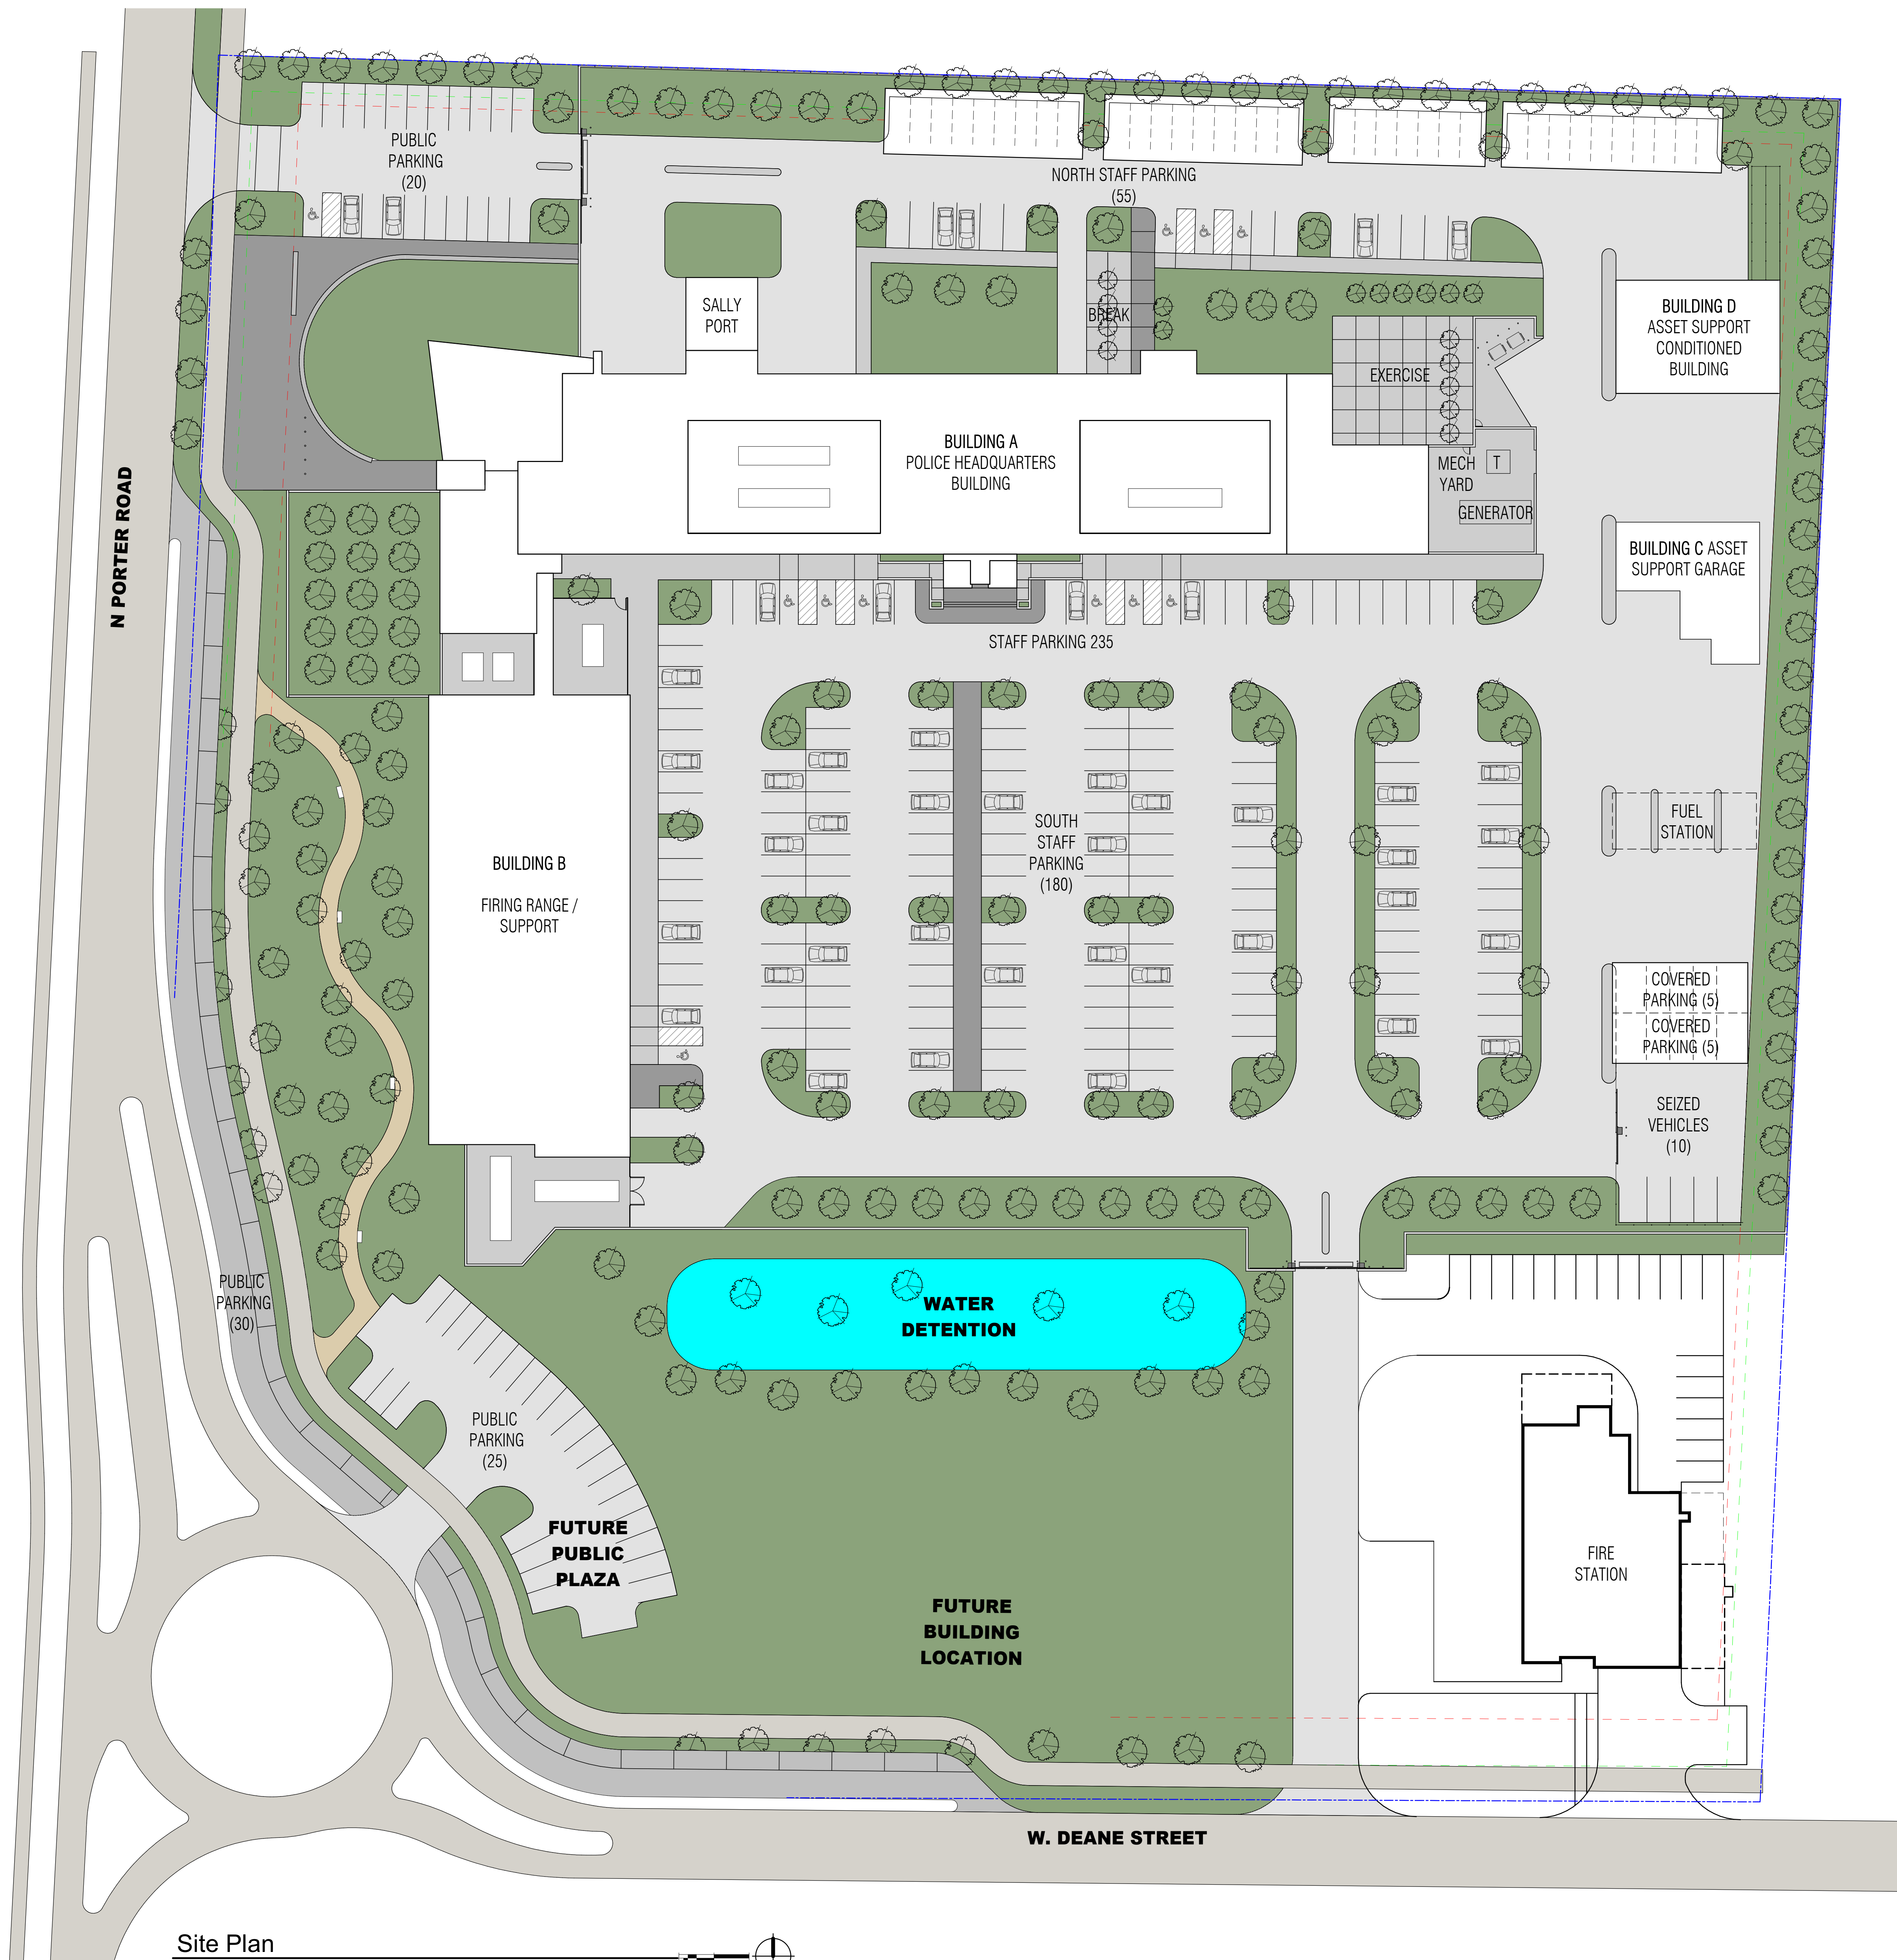 PUBLIC
PARKING
(20)
NORTH STAFF PARKING
(55)
SALLY
PORT
BREAK
BUILDING D
ASSET SUPPORT
CONDITIONED
BUILDING
EXERCISE
BUILDING A
POLICE HEADQUARTERS
BUILDING
MECH
YARD
T
GENERATOR
N PORTER ROAD
BUILDING C ASSET
SUPPORT GARAGE
STAFF PARKING 235
SOUTH
STAFF
PARKING
(180)
FUEL
STATION
BUILDING B
FIRING RANGE /
SUPPORT
COVERED
PARKING (5)
COVERED
PARKING (5)
SEIZED
VEHICLES
(10)
PUBLIC
PARKING
(30)
WATER
DETENTION
PUBLIC
PARKING
(25)
FUTURE
PUBLIC
PLAZA
FUTURE
BUILDING
LOCATION
FIRE
STATION
W. DEANE STREET
Site Plan